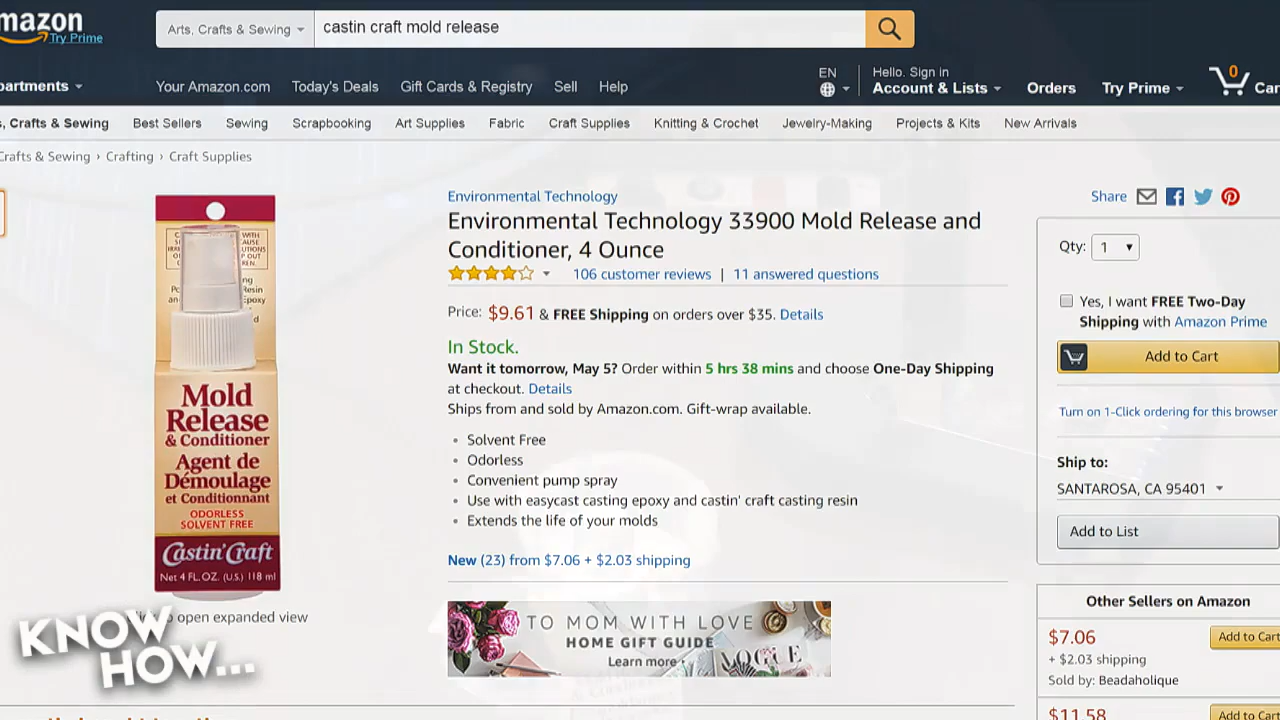 mazon
Try Prime
Arts, Crafts & Sewing
castin craft mold release
partments
Your Amazon.com
Today's Deals
Gift Cards & Registry
Sell
Help
EN
Hello. Sign in
Account & Lists
Orders
Try Prime
0
Car
s, Crafts & Sewing
Best Sellers
Sewing
Scrapbooking
Art Supplies
Fabric
Craft Supplies
Knitting & Crochet
Jewelry-Making
Projects & Kits
New Arrivals
Crafts & Sewing › Crafting › Craft Supplies
Mold
Release
& Conditioner
Agent de
Démoulage
et Conditionnant
ODORLESS
SOLVENT FREE
Castin'Craft
Net 4 FL.OZ. (U.S.) 118 ml
open expanded view
KNOW
HOW...
Environmental Technology
Environmental Technology 33900 Mold Release and
Conditioner, 4 Ounce
106 customer reviews | 11 answered questions
Price: $9.61 & FREE Shipping on orders over $35. Details
In Stock.
Want it tomorrow, May 5? Order within 5 hrs 38 mins and choose One-Day Shipping
at checkout. Details
Ships from and sold by Amazon.com. Gift-wrap available.
• Solvent Free
• Odorless
• Convenient pump spray
• Use with easycast casting epoxy and castin' craft casting resin
• Extends the life of your molds
New (23) from $7.06 + $2.03 shipping
TO MOM WITH LOVE
HOME GIFT GUIDE
Learn more
VOGUE
Share
Qty: 1
Yes, I want FREE Two-Day
Shipping with Amazon Prime
Add to Cart
Turn on 1-Click ordering for this browser
Ship to:
SANTAROSA, CA 95401
Add to List
Other Sellers on Amazon
$7.06
Add to Cart
+ $2.03 shipping
Sold by: Beadaholique
$11.58
Add to Cart